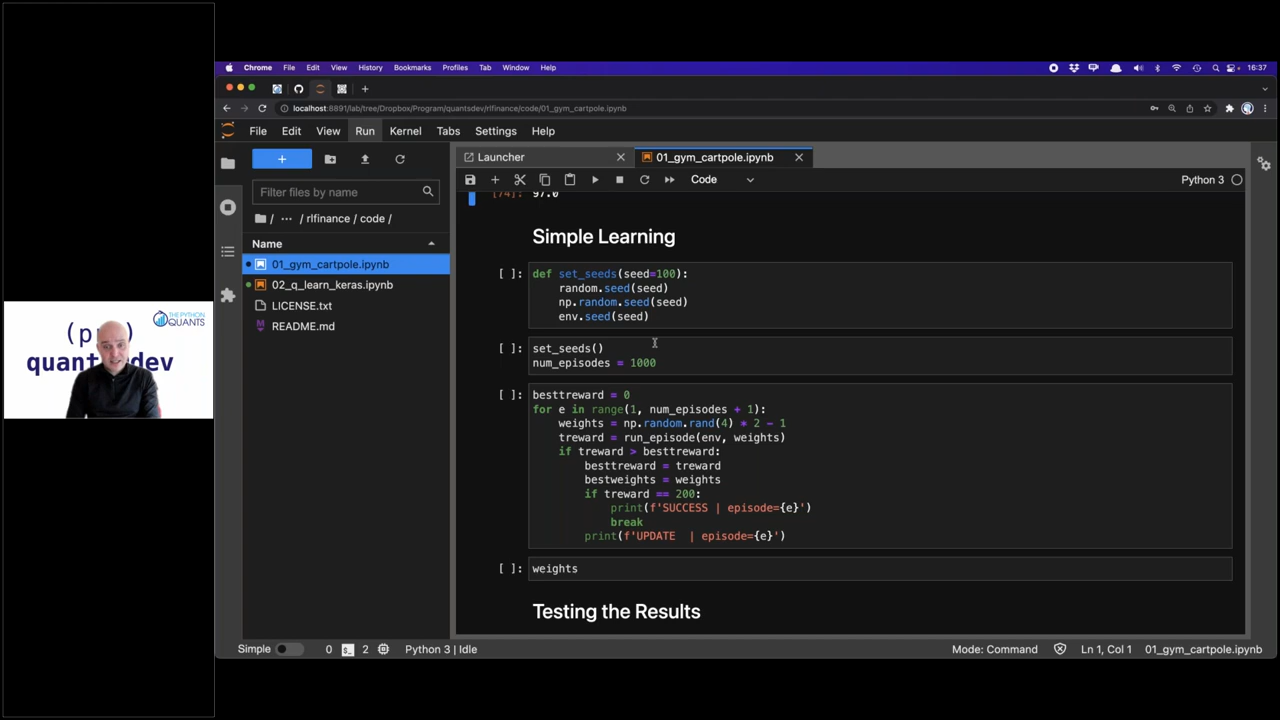 Chrome File Edit View History Bookmarks Profiles Tab Window Help 16:37
localhost:8891/lab/tree/Dropbox/Program/quantsdev/rlfinance/code/01_gym_cartpole.ipynb
File Edit View Run Kernel Tabs Settings Help
Launcher
01_gym_cartpole.ipynb
Code
Python 3
Filter files by name
/ ··· / rlfinance / code /
Name
01_gym_cartpole.ipynb
02_q_learn_keras.ipynb
LICENSE.txt
README.md
[74]: 97.0
Simple Learning
[ ]: def set_seeds(seed=100):
random.seed(seed)
np.random.seed(seed)
env.seed(seed)
[ ]: set_seeds()
num_episodes = 1000
[ ]: besttreward = 0
for e in range(1, num_episodes + 1):
weights = np.random.rand(4) * 2 - 1
treward = run_episode(env, weights)
if treward > besttreward:
besttreward = treward
bestweights = weights
if treward == 200:
print(f'SUCCESS | episode={e}')
break
print(f'UPDATE  | episode={e}')
[ ]: weights
Testing the Results
THE PYTHON
QUANTS
Simple 0 2 Python 3 | Idle Mode: Command Ln 1, Col 1 01_gym_cartpole.ipynb